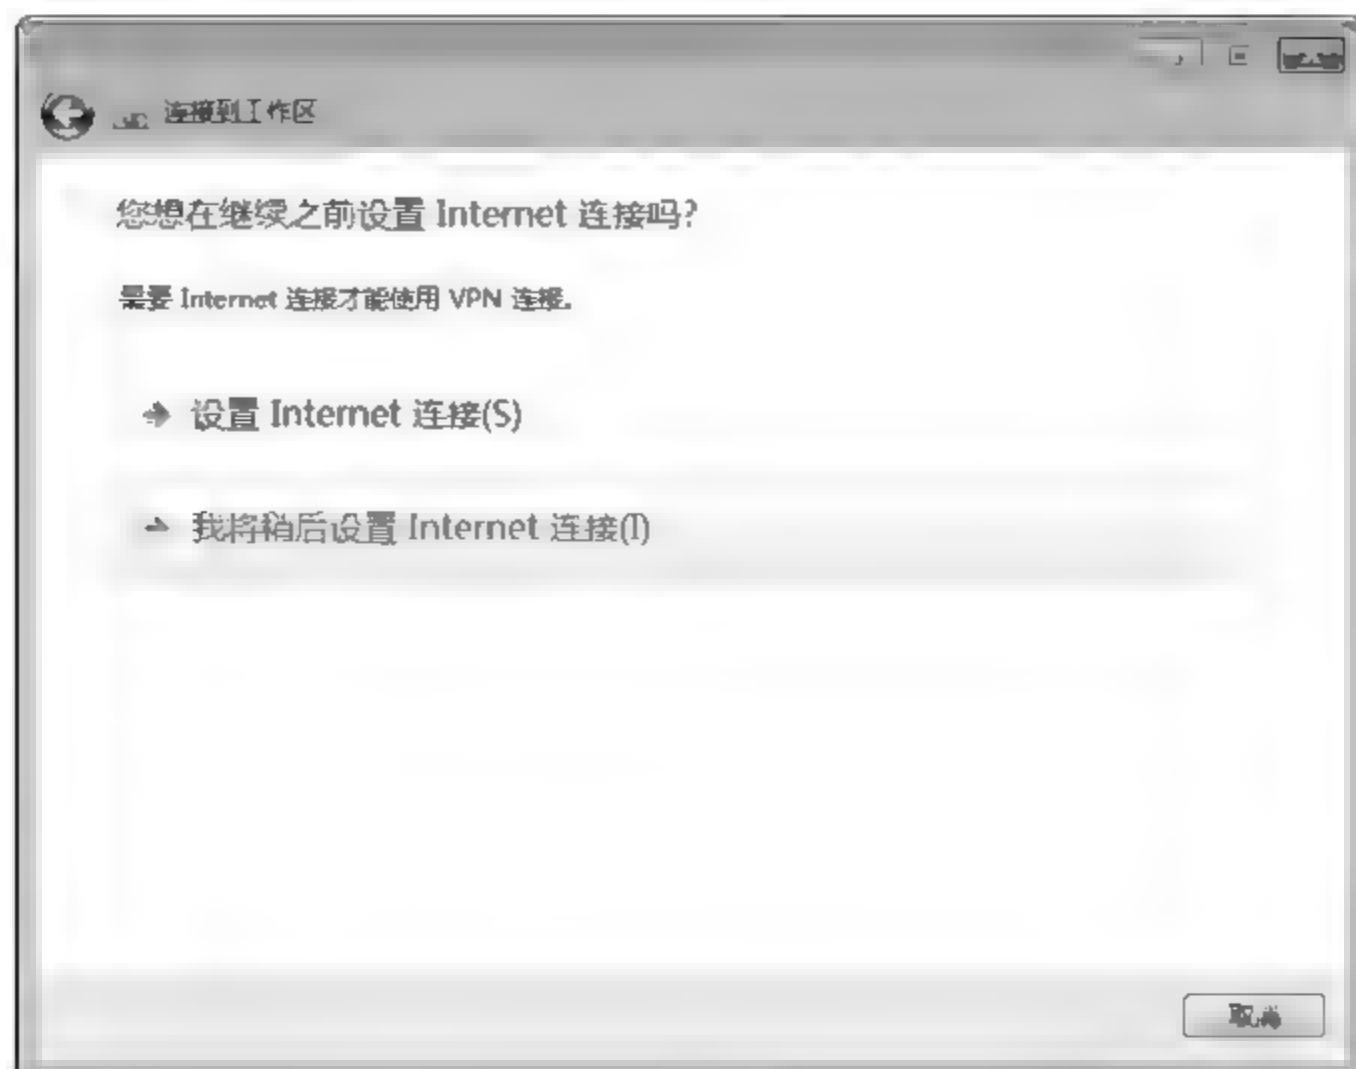 连接到工作区
您想在继续之前设置 Internet 连接吗?
需要 Internet 连接才能使用 VPN 连接。
设置 Internet 连接(S)
我将稍后设置 Internet 连接(I)
取消